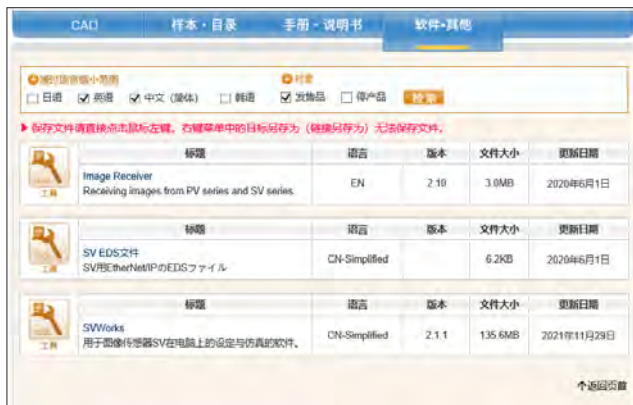 CAD 样本・目录 手册・说明书 软件・其他
通过语言缩小范围 对象
日语 英语 中文 (简体) 韩语 发售品 停产品 检索
▶ 保存文件请直接点击鼠标左键。右键菜单中的目标另存为 (链接另存为) 无法保存文件。
标题 语言 版本 文件大小 更新日期
Image Receiver
Receiving images from PV series and SV series.
EN 2.10 3.0MB 2020年6月1日
工具
标题 语言 版本 文件大小 更新日期
SV EDS文件
SV用EtherNet/IPのEDSファイル
CN-Simplified 6.2KB 2020年6月1日
工具
标题 语言 版本 文件大小 更新日期
SVWorks
用于图像传感器SV在电脑上的设定与仿真的软件。
CN-Simplified 2.1.1 135.6MB 2021年11月29日
工具
返回页首